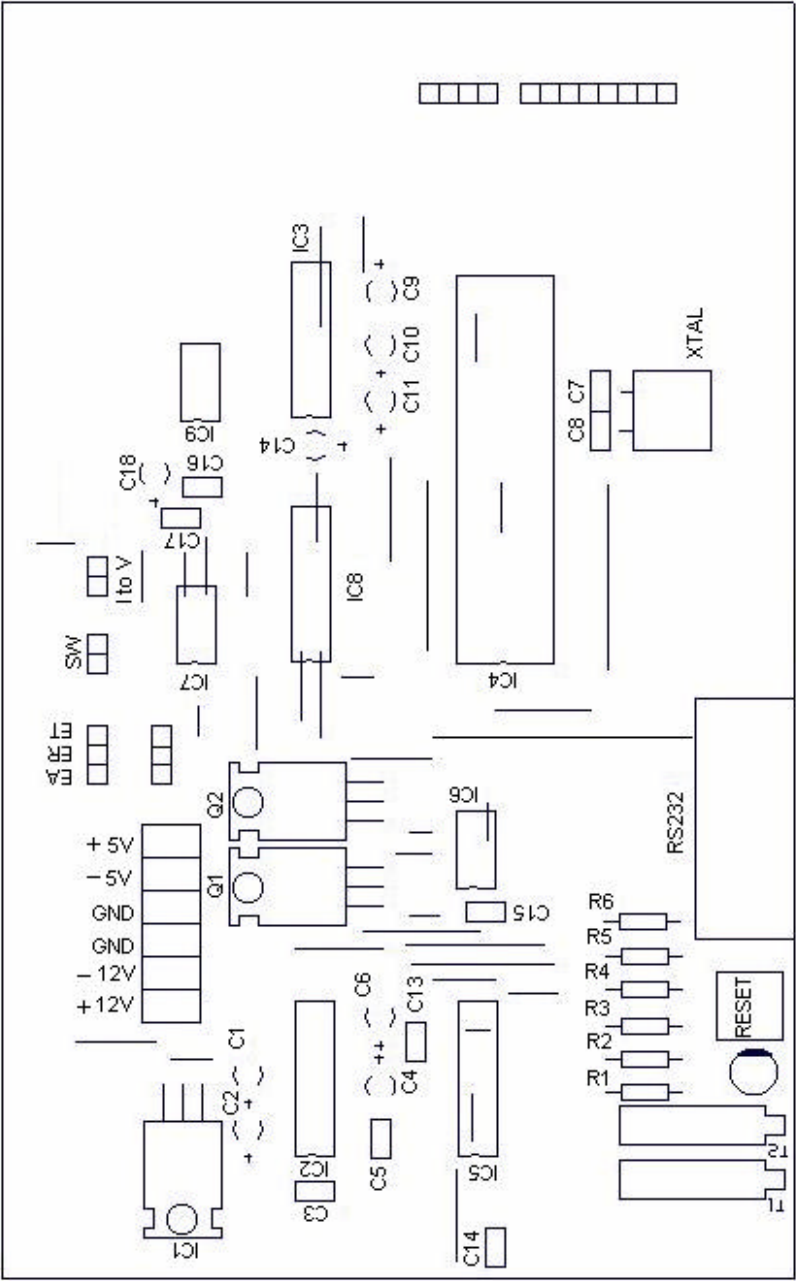 IC3
C9
C10
C11
XTAL
C7
C8
IC9
C14
C18
C16
C17
I to V
IC8
SW
IC7
IC4
ET
ER
EA
Q2
IC6
+ 5V
RS232
− 5V
Q1
GND
C15
R6
GND
R5
− 12V
R4
+ 12V
C6
C13
RESET
R3
C1
R2
C2
C4
R1
C5
IC2
IC5
T2
C3
T1
IC1
C14